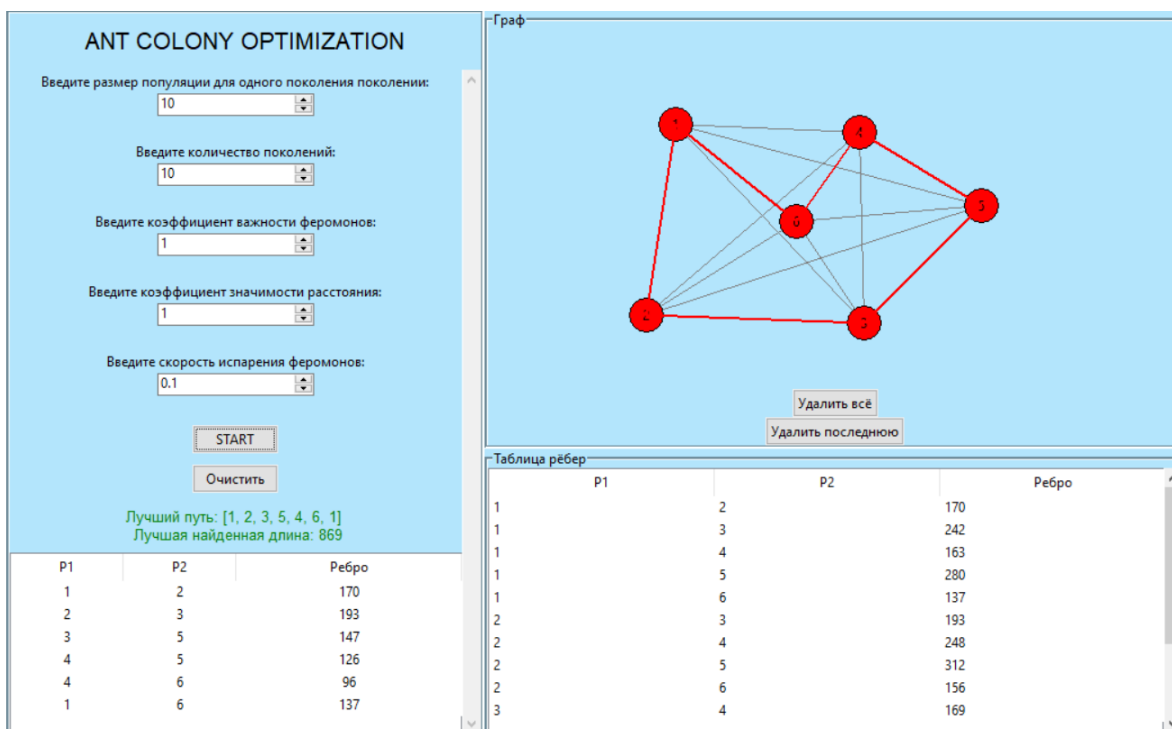 ANT COLONY OPTIMIZATION
Введите размер популяции для одного поколения поколении:
10
Введите количество поколений:
10
Введите коэффициент важности феромонов:
1
Введите коэффициент значимости расстояния:
1
Введите скорость испарения феромонов:
0.1
START
Очистить
Лучший путь: [1, 2, 3, 5, 4, 6, 1]
Лучшая найденная длина: 869
P1 P2 Ребро
1 2 170
2 3 193
3 5 147
4 5 126
4 6 96
1 6 137
Граф
1
4
5
6
2
3
Удалить всё
Удалить последнюю
Таблица рёбер
P1 P2 Ребро
1 2 170
1 3 242
1 4 163
1 5 280
1 6 137
2 3 193
2 4 248
2 5 312
2 6 156
3 4 169